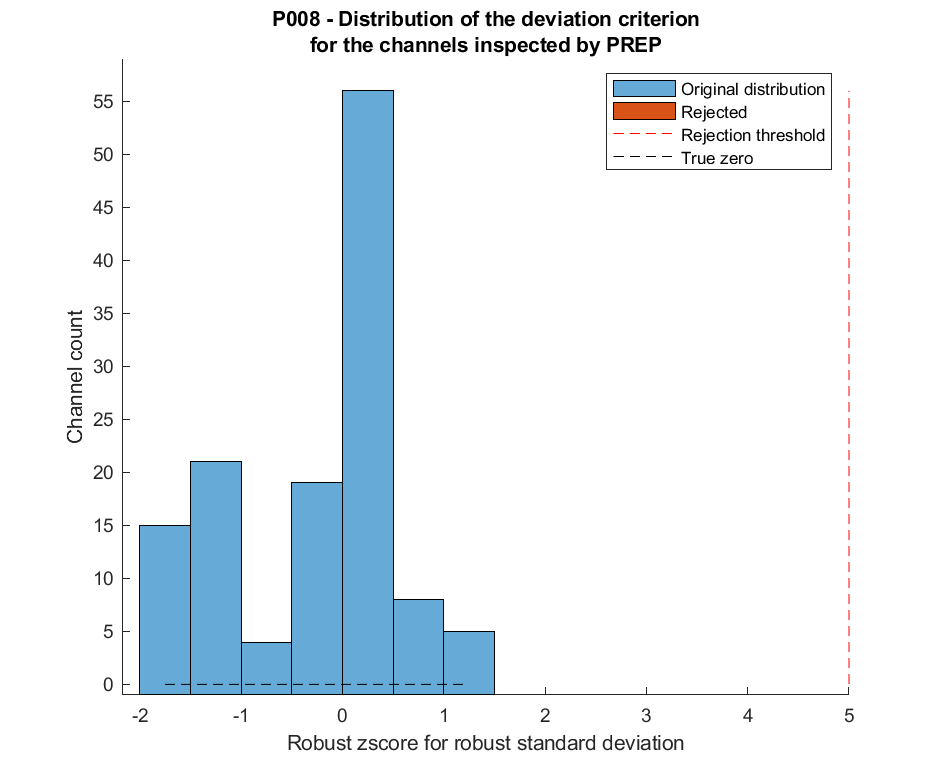 P008 - Distribution of the deviation criterion
for the channels inspected by PREP
Original distribution
Rejected
Rejection threshold
True zero
55
50
45
40
35
30
25
20
15
10
5
0
Channel count
-2 -1 0 1 2 3 4 5
Robust zscore for robust standard deviation